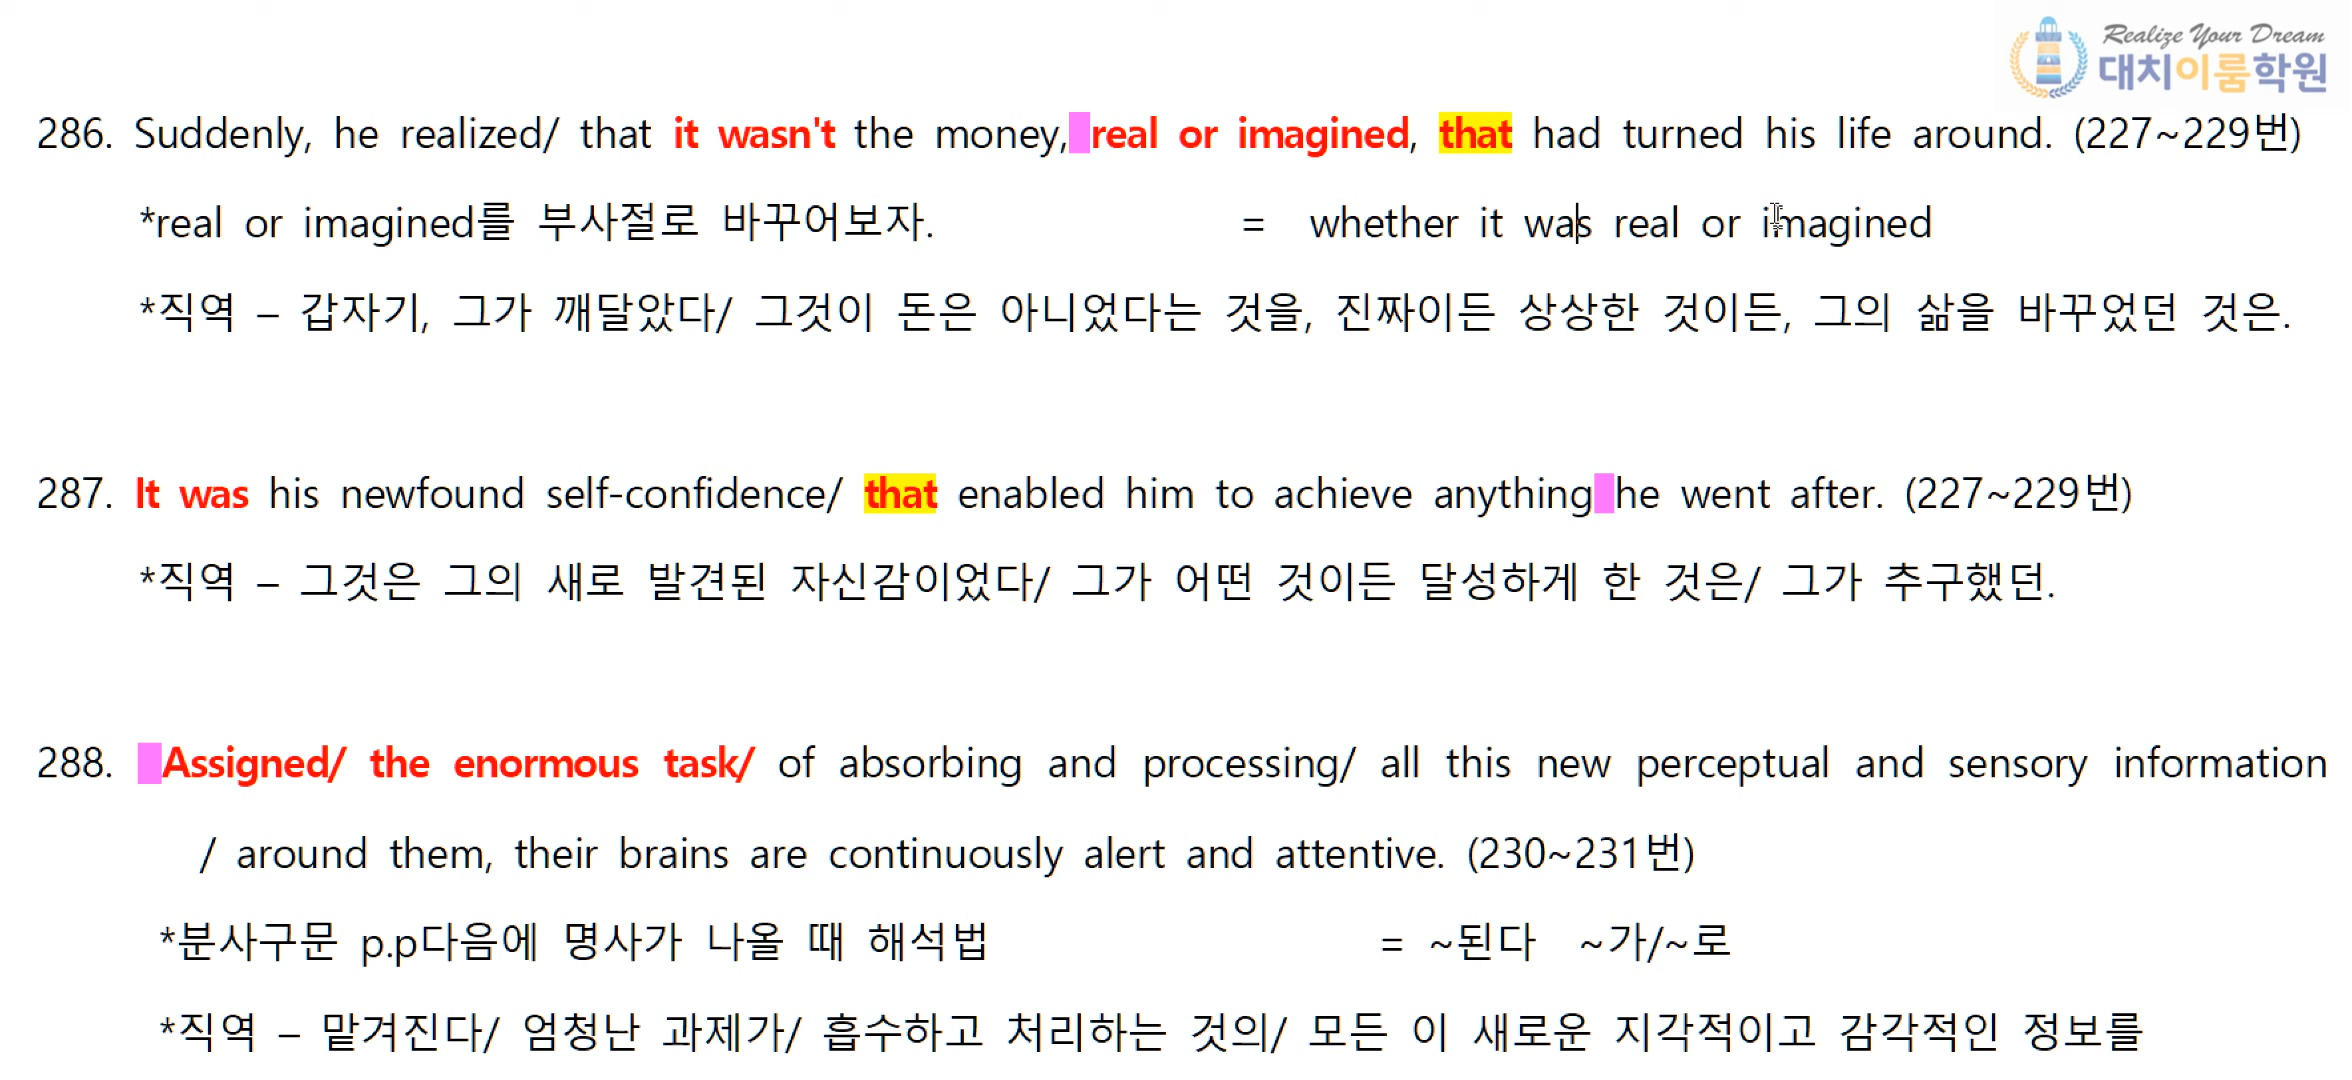 Realize Your Dream
대치이룸학원
286. Suddenly, he realized/ that it wasn't the money, real or imagined, that had turned his life around. (227~229번)
*real or imagined를 부사절로 바꾸어보자. = whether it was real or imagined
*직역 – 갑자기, 그가 깨달았다/ 그것이 돈은 아니었다는 것을, 진짜이든 상상한 것이든, 그의 삶을 바꾸었던 것은.
287. It was his newfound self-confidence/ that enabled him to achieve anything he went after. (227~229번)
*직역 – 그것은 그의 새로 발견된 자신감이었다/ 그가 어떤 것이든 달성하게 한 것은/ 그가 추구했던.
288. Assigned/ the enormous task/ of absorbing and processing/ all this new perceptual and sensory information
/ around them, their brains are continuously alert and attentive. (230~231번)
*분사구문 p.p다음에 명사가 나올 때 해석법 = ~된다 ~가/~로
*직역 – 맡겨진다/ 엄청난 과제가/ 흡수하고 처리하는 것의/ 모든 이 새로운 지각적이고 감각적인 정보를